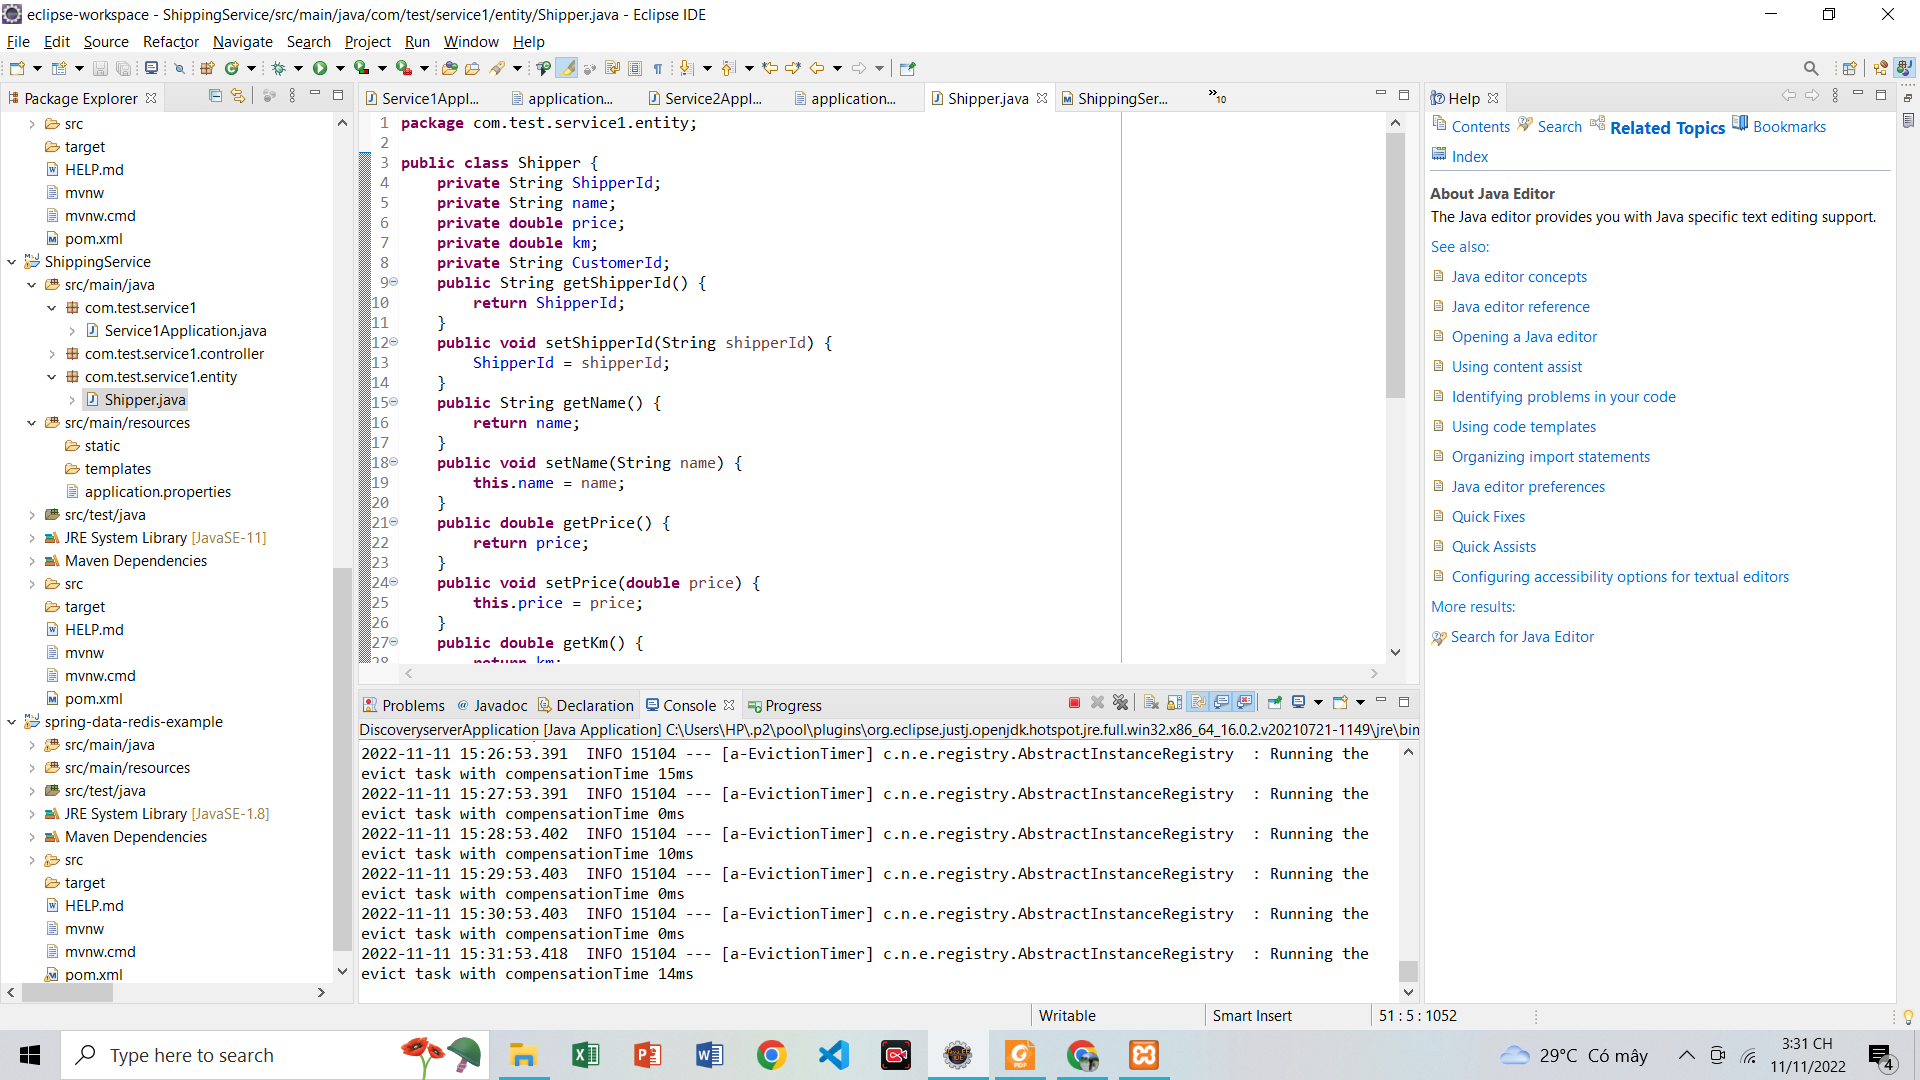 eclipse-workspace - ShippingService/src/main/java/com/test/service1/entity/Shipper.java - Eclipse IDE
File Edit Source Refactor Navigate Search Project Run Window Help
Package Explorer
src
target
HELP.md
mvnw
mvnw.cmd
pom.xml
ShippingService
src/main/java
com.test.service1
Service1Application.java
com.test.service1.controller
com.test.service1.entity
Shipper.java
src/main/resources
static
templates
application.properties
src/test/java
JRE System Library [JavaSE-11]
Maven Dependencies
src
target
HELP.md
mvnw
mvnw.cmd
pom.xml
spring-data-redis-example
src/main/java
src/main/resources
src/test/java
JRE System Library [JavaSE-1.8]
Maven Dependencies
src
target
HELP.md
mvnw
mvnw.cmd
pom.xml
Service1Appl... application... Service2Appl... application... Shipper.java ShippingSer... »10
1 package com.test.service1.entity;
2
3 public class Shipper {
4 private String ShipperId;
5 private String name;
6 private double price;
7 private double km;
8 private String CustomerId;
9 public String getShipperId() {
10 return ShipperId;
11 }
12 public void setShipperId(String shipperId) {
13 ShipperId = shipperId;
14 }
15 public String getName() {
16 return name;
17 }
18 public void setName(String name) {
19 this.name = name;
20 }
21 public double getPrice() {
22 return price;
23 }
24 public void setPrice(double price) {
25 this.price = price;
26 }
27 public double getKm() {
28 return km;
Problems Javadoc Declaration Console Progress
DiscoveryserverApplication [Java Application] C:\Users\HP\.p2\pool\plugins\org.eclipse.justj.openjdk.hotspot.jre.full.win32.x86_64_16.0.2.v20210721-1149\jre\bin
2022-11-11 15:26:53.391 INFO 15104 --- [a-EvictionTimer] c.n.e.registry.AbstractInstanceRegistry : Running the
evict task with compensationTime 15ms
2022-11-11 15:27:53.391 INFO 15104 --- [a-EvictionTimer] c.n.e.registry.AbstractInstanceRegistry : Running the
evict task with compensationTime 0ms
2022-11-11 15:28:53.402 INFO 15104 --- [a-EvictionTimer] c.n.e.registry.AbstractInstanceRegistry : Running the
evict task with compensationTime 10ms
2022-11-11 15:29:53.403 INFO 15104 --- [a-EvictionTimer] c.n.e.registry.AbstractInstanceRegistry : Running the
evict task with compensationTime 0ms
2022-11-11 15:30:53.403 INFO 15104 --- [a-EvictionTimer] c.n.e.registry.AbstractInstanceRegistry : Running the
evict task with compensationTime 0ms
2022-11-11 15:31:53.418 INFO 15104 --- [a-EvictionTimer] c.n.e.registry.AbstractInstanceRegistry : Running the
evict task with compensationTime 14ms
Help
Contents Search Related Topics Bookmarks
Index
About Java Editor
The Java editor provides you with Java specific text editing support.
See also:
Java editor concepts
Java editor reference
Opening a Java editor
Using content assist
Identifying problems in your code
Using code templates
Organizing import statements
Java editor preferences
Quick Fixes
Quick Assists
Configuring accessibility options for textual editors
More results:
Search for Java Editor
Writable Smart Insert 51 : 5 : 1052
Type here to search
29°C Có mây
3:31 CH
11/11/2022
4